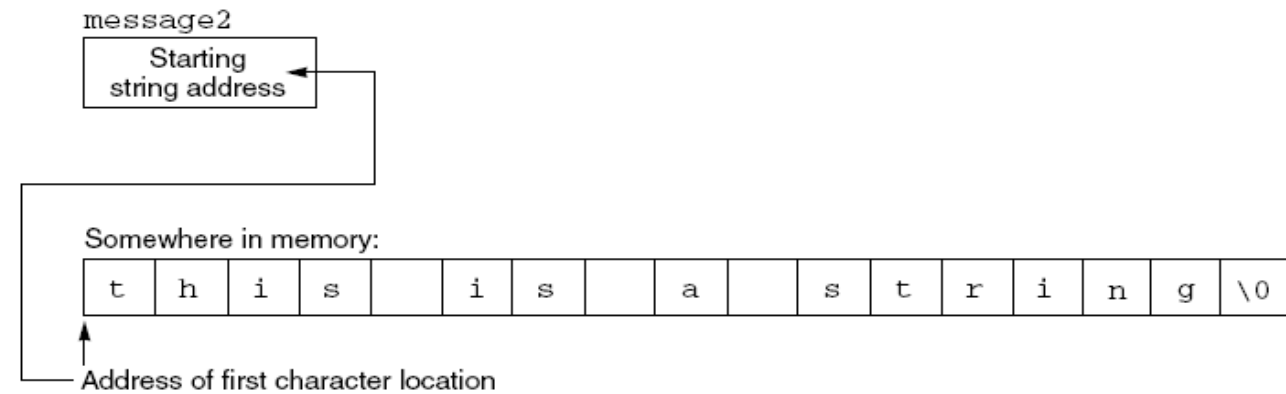 message2
Starting
string address
Somewhere in memory:
t h i s   i s   a   s t r i n g \0
Address of first character location